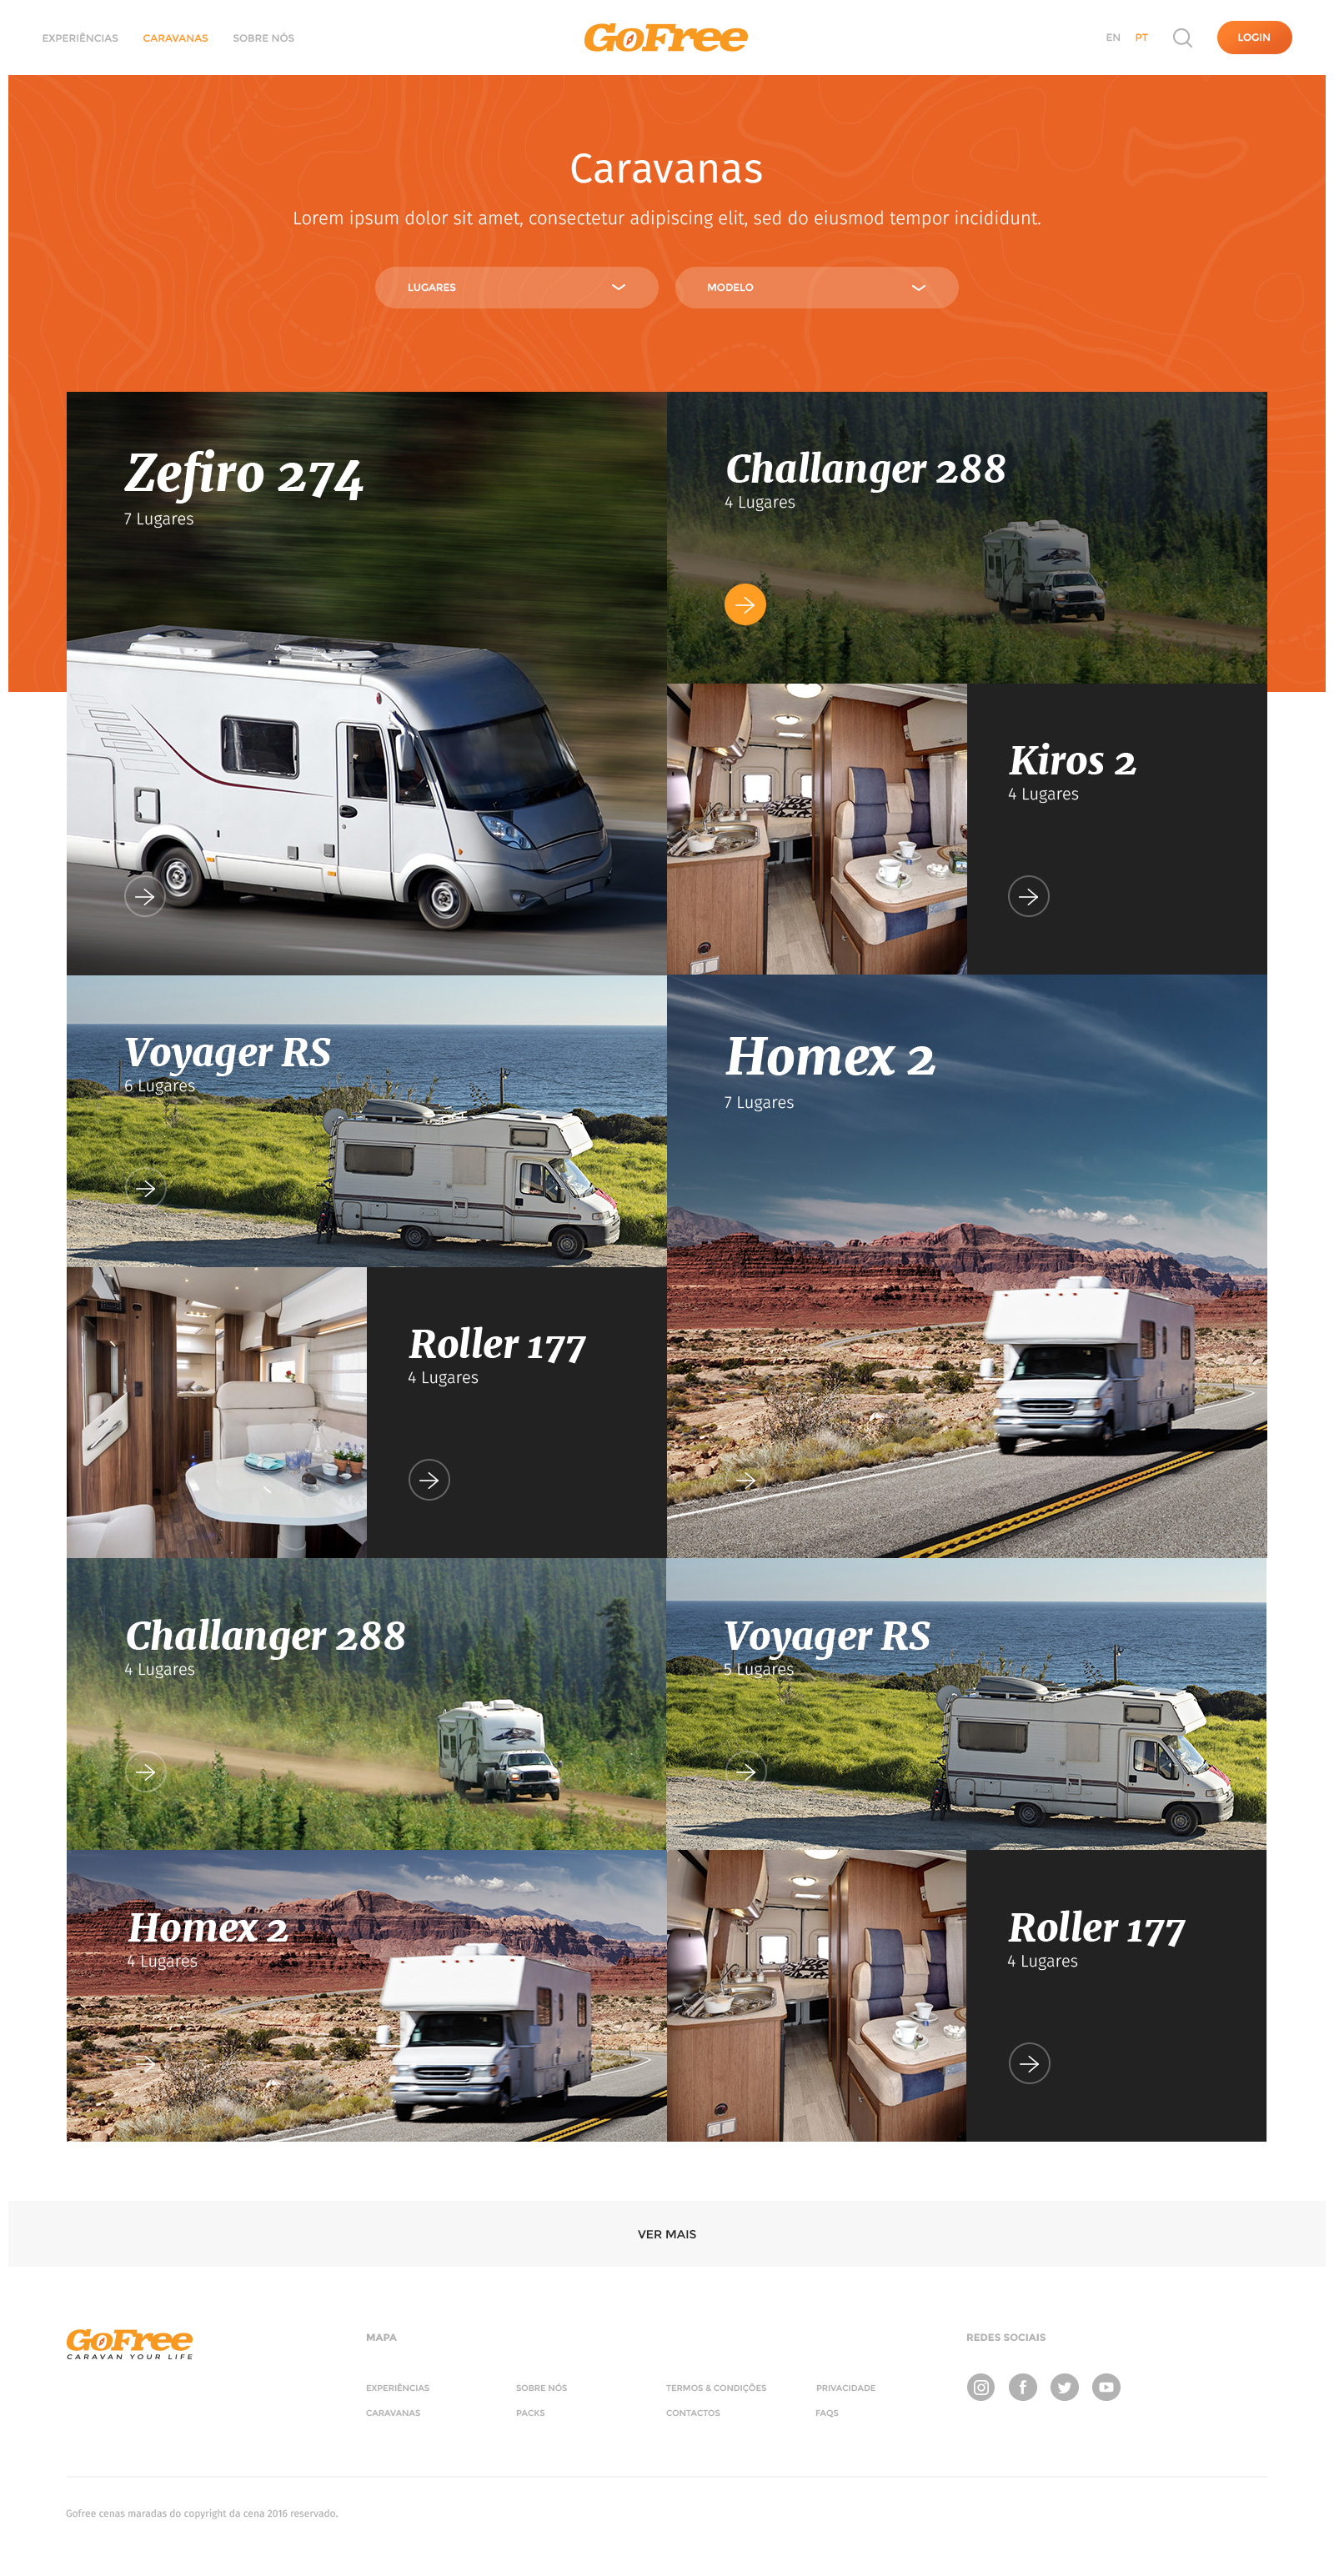 EXPERIÊNCIAS CARAVANAS SOBRE NÓS GoFree EN PT LOGIN
Caravanas
Lorem ipsum dolor sit amet, consectetur adipiscing elit, sed do eiusmod tempor incididunt.
LUGARES MODELO
Zefiro 274
7 Lugares
Challanger 288
4 Lugares
Kiros 2
4 Lugares
Voyager RS
6 Lugares
Homex 2
7 Lugares
Roller 177
4 Lugares
Challanger 288
4 Lugares
Voyager RS
5 Lugares
Homex 2
4 Lugares
Roller 177
4 Lugares
VER MAIS
GoFree
CARAVAN YOUR LIFE
MAPA
EXPERIÊNCIAS SOBRE NÓS TERMOS & CONDIÇÕES PRIVACIDADE
CARAVANAS PACKS CONTACTOS FAQS
REDES SOCIAIS
Gofree cenas maradas do copyright da cena 2016 reservado.